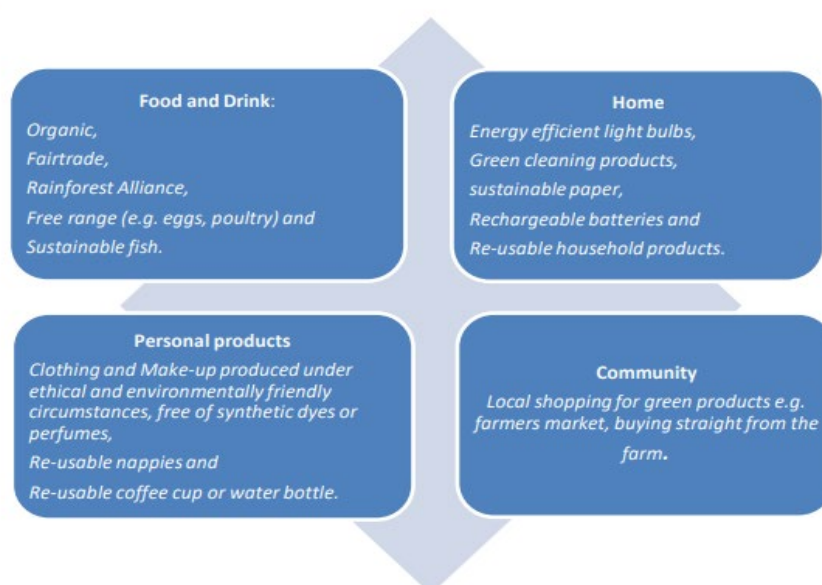 Food and Drink:
Organic,
Fairtrade,
Rainforest Alliance,
Free range (e.g. eggs, poultry) and
Sustainable fish.
Home
Energy efficient light bulbs,
Green cleaning products,
sustainable paper,
Rechargeable batteries and
Re-usable household products.
Personal products
Clothing and Make-up produced under
ethical and environmentally friendly
circumstances, free of synthetic dyes or
perfumes,
Re-usable nappies and
Re-usable coffee cup or water bottle.
Community
Local shopping for green products e.g.
farmers market, buying straight from the
farm.